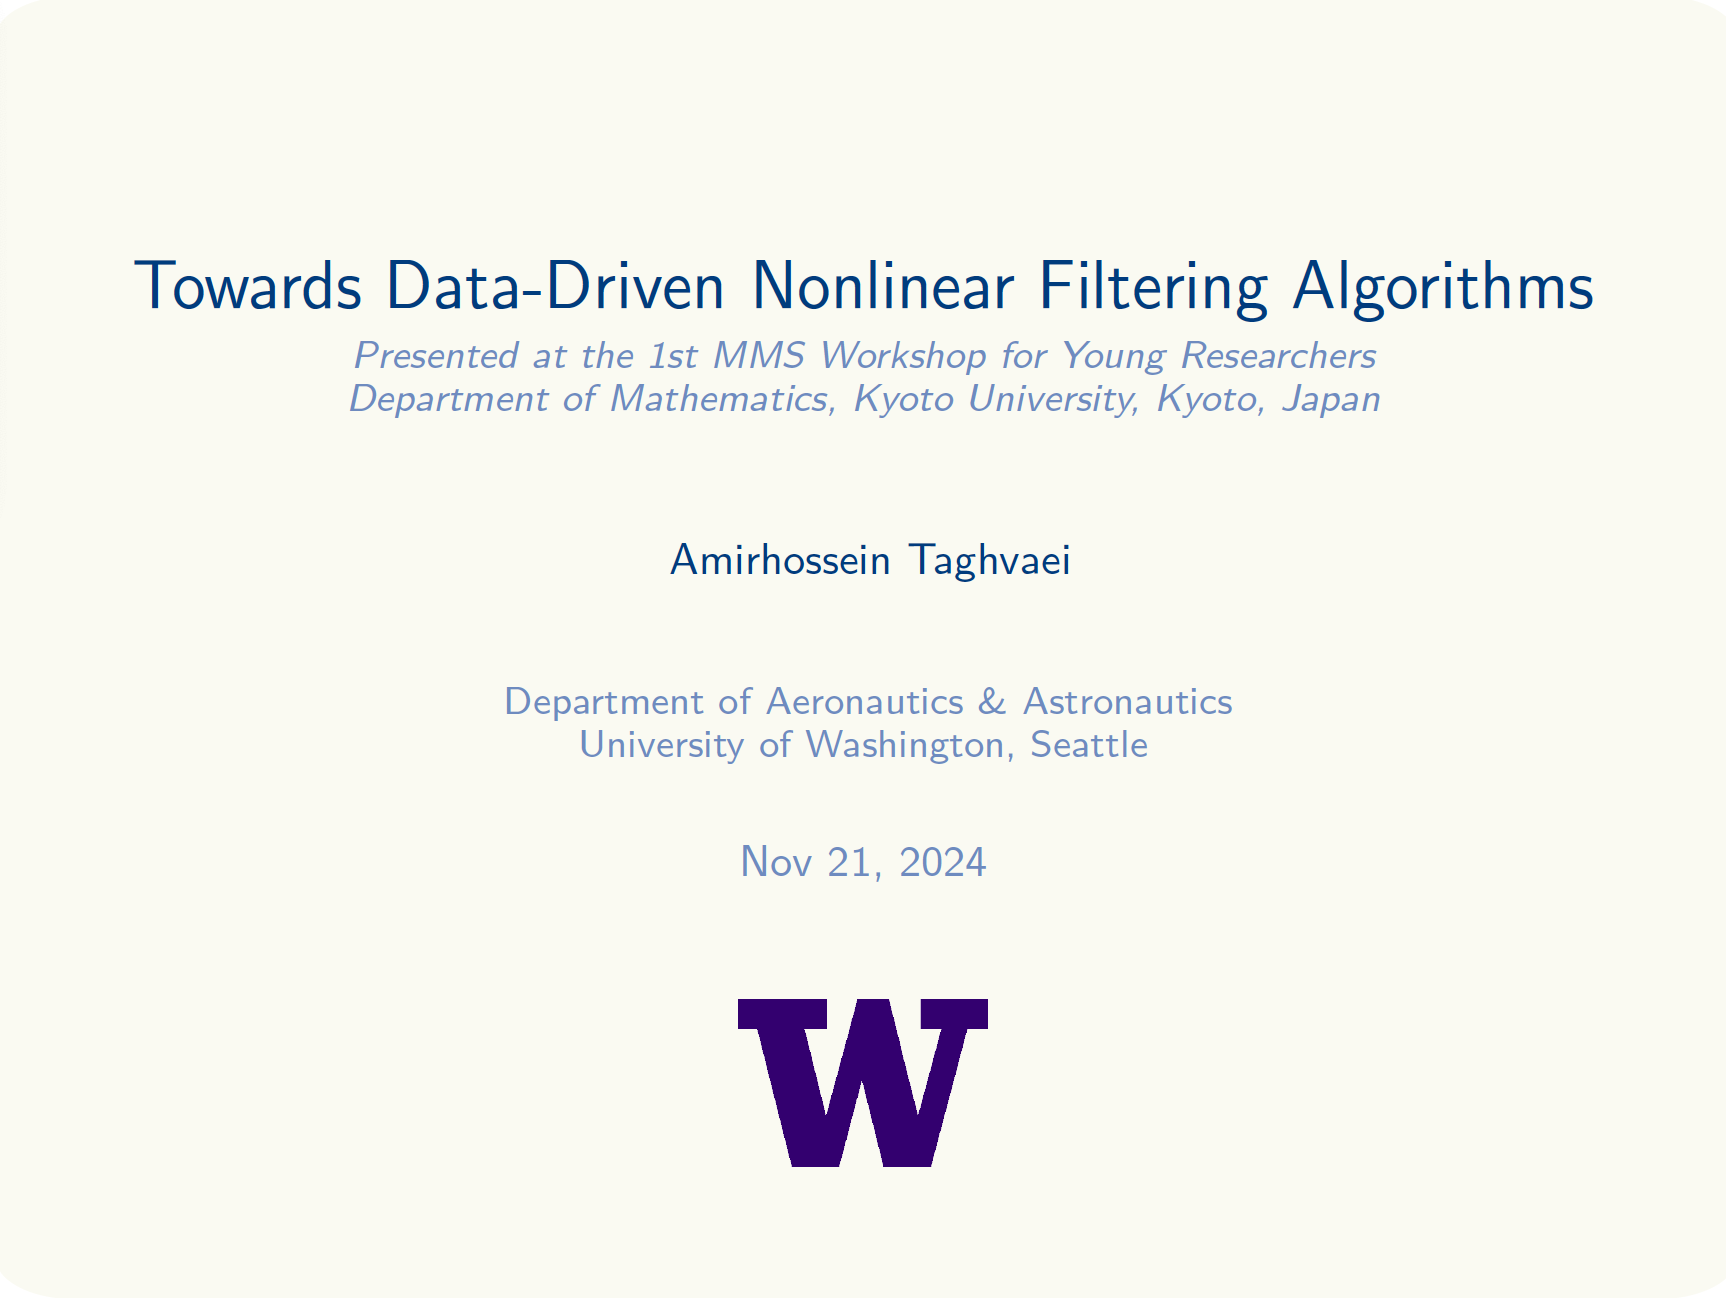 Towards Data-Driven Nonlinear Filtering Algorithms
Presented at the 1st MMS Workshop for Young Researchers
Department of Mathematics, Kyoto University, Kyoto, Japan
Amirhossein Taghvaei
Department of Aeronautics & Astronautics
University of Washington, Seattle
Nov 21, 2024
W